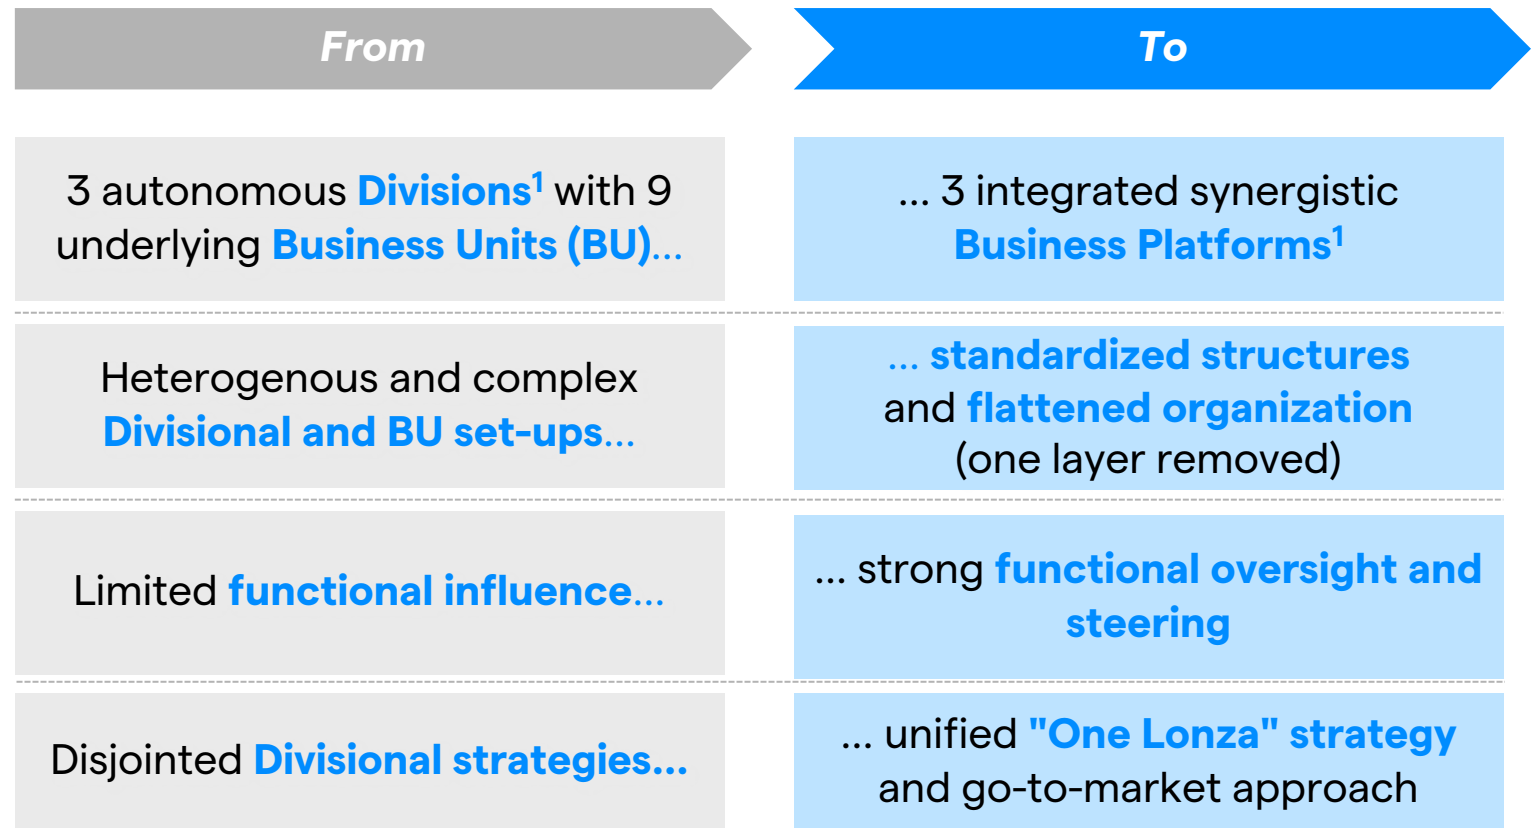 From
To
3 autonomous Divisions¹ with 9
underlying Business Units (BU)...
... 3 integrated synergistic
Business Platforms¹
Heterogenous and complex
Divisional and BU set-ups...
... standardized structures
and flattened organization
(one layer removed)
Limited functional influence...
... strong functional oversight and
steering
Disjointed Divisional strategies...
... unified "One Lonza" strategy
and go-to-market approach